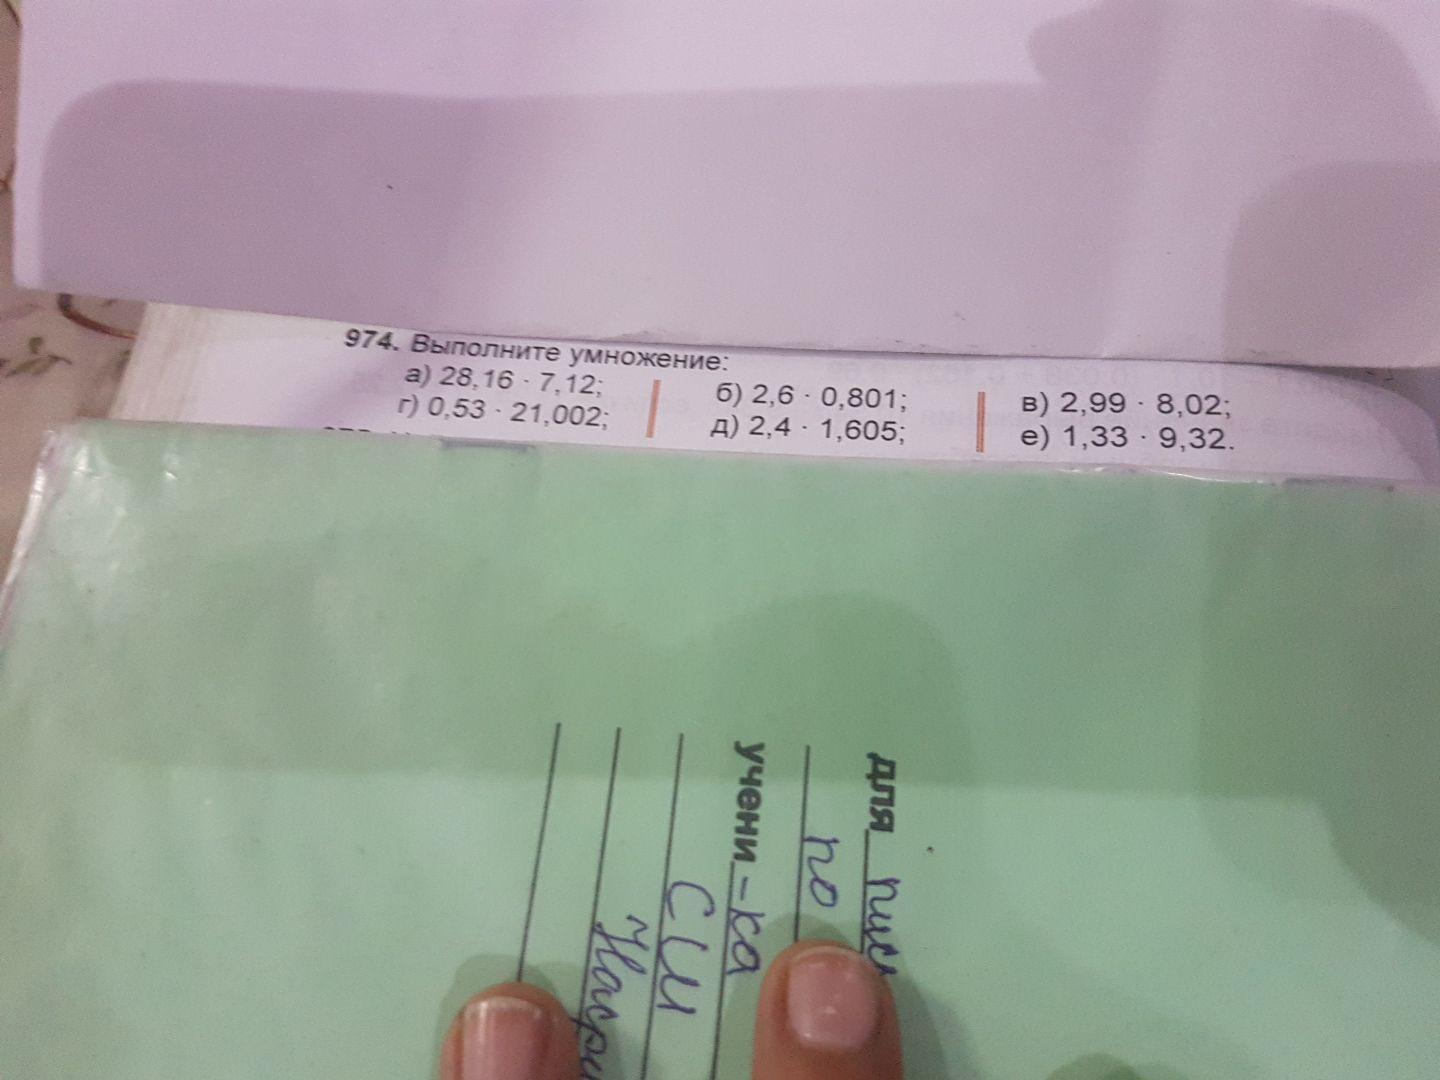 974. Выполните умножение:
а) 28,16 · 7,12; б) 2,6 · 0,801; в) 2,99 · 8,02;
г) 0,53 · 21,002; д) 2,4 · 1,605; е) 1,33 · 9,32.
для
по
учени-ка